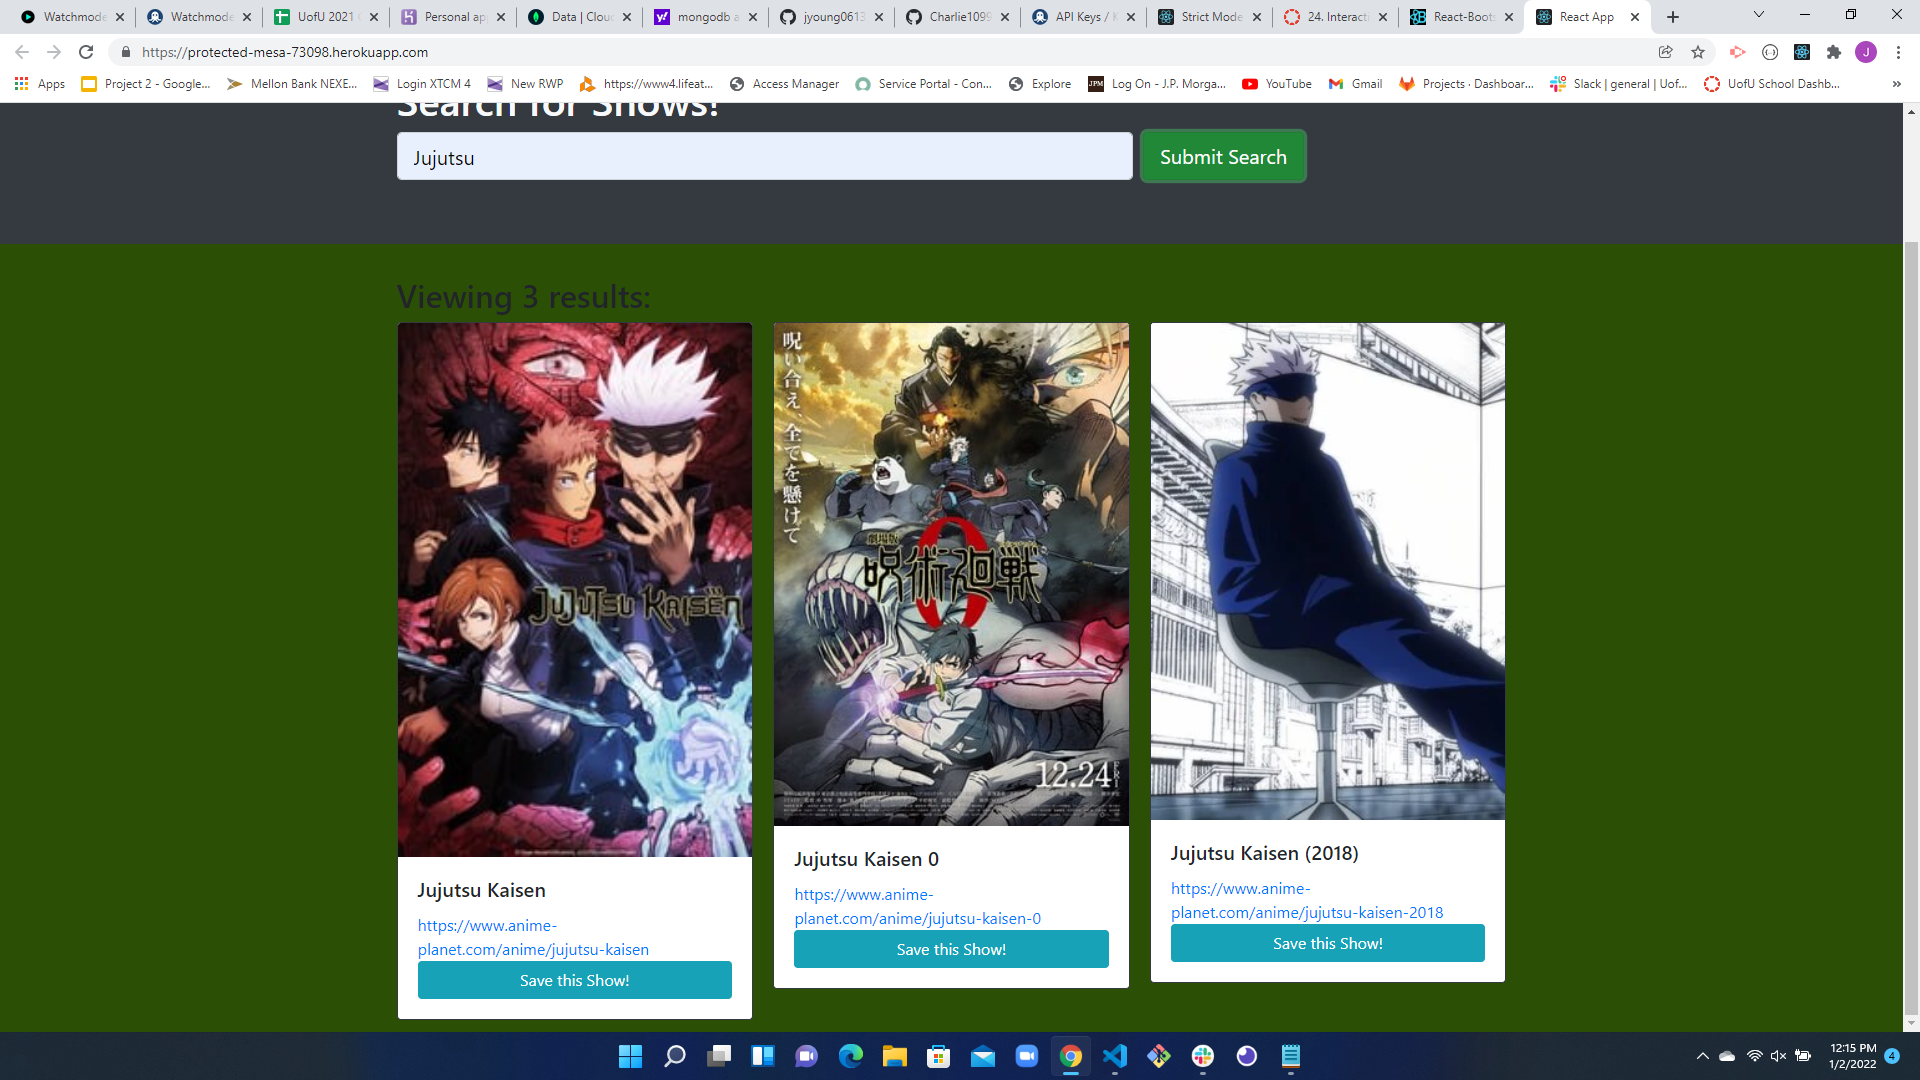 Watchmode
Watchmode
UofU 2021
Personal ap
Data | Clou
mongodb a
jyoung0613
Charlie1099
API Keys /
Strict Mode
24. Interacti
React-Boots
React App
https://protected-mesa-73098.herokuapp.com
J
Apps
Project 2 - Google...
Mellon Bank NEXE...
Login XTCM 4
New RWP
https://www4.lifeat...
Access Manager
Service Portal - Con...
Explore
Log On - J.P. Morga...
YouTube
Gmail
Projects · Dashboar...
Slack | general | Uof...
UofU School Dashb...
»
Search for Shows!
Jujutsu
Submit Search
Viewing 3 results:
JUJUTSU KAISEN
呪い合え、全てを懸けて
劇場版
呪術廻戦
0
12.24
FRI
Jujutsu Kaisen
https://www.anime-
planet.com/anime/jujutsu-kaisen
Save this Show!
Jujutsu Kaisen 0
https://www.anime-
planet.com/anime/jujutsu-kaisen-0
Save this Show!
Jujutsu Kaisen (2018)
https://www.anime-
planet.com/anime/jujutsu-kaisen-2018
Save this Show!
12:15 PM
1/2/2022
4